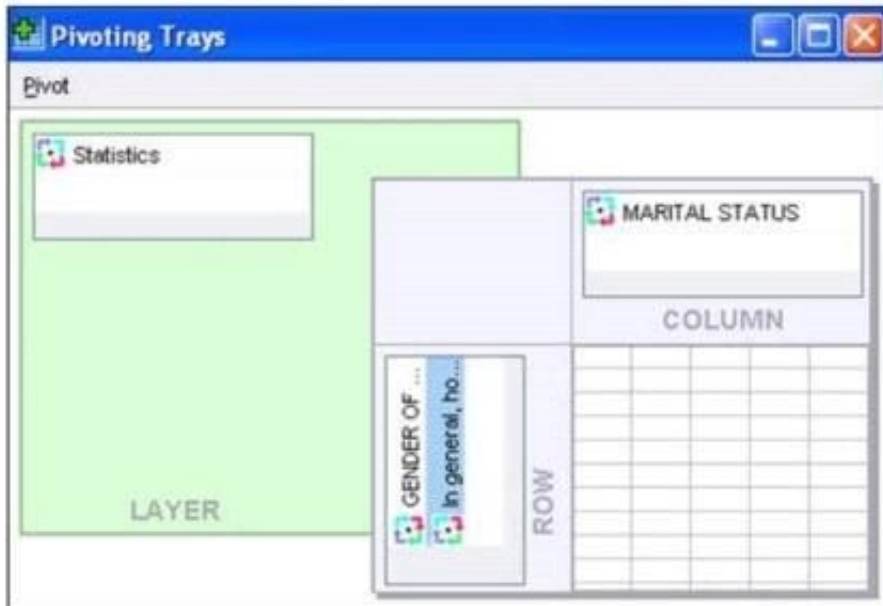 Pivoting Trays
Pivot
Statistics
MARITAL STATUS
COLUMN
GENDER OF ...
In general, ho...
ROW
LAYER